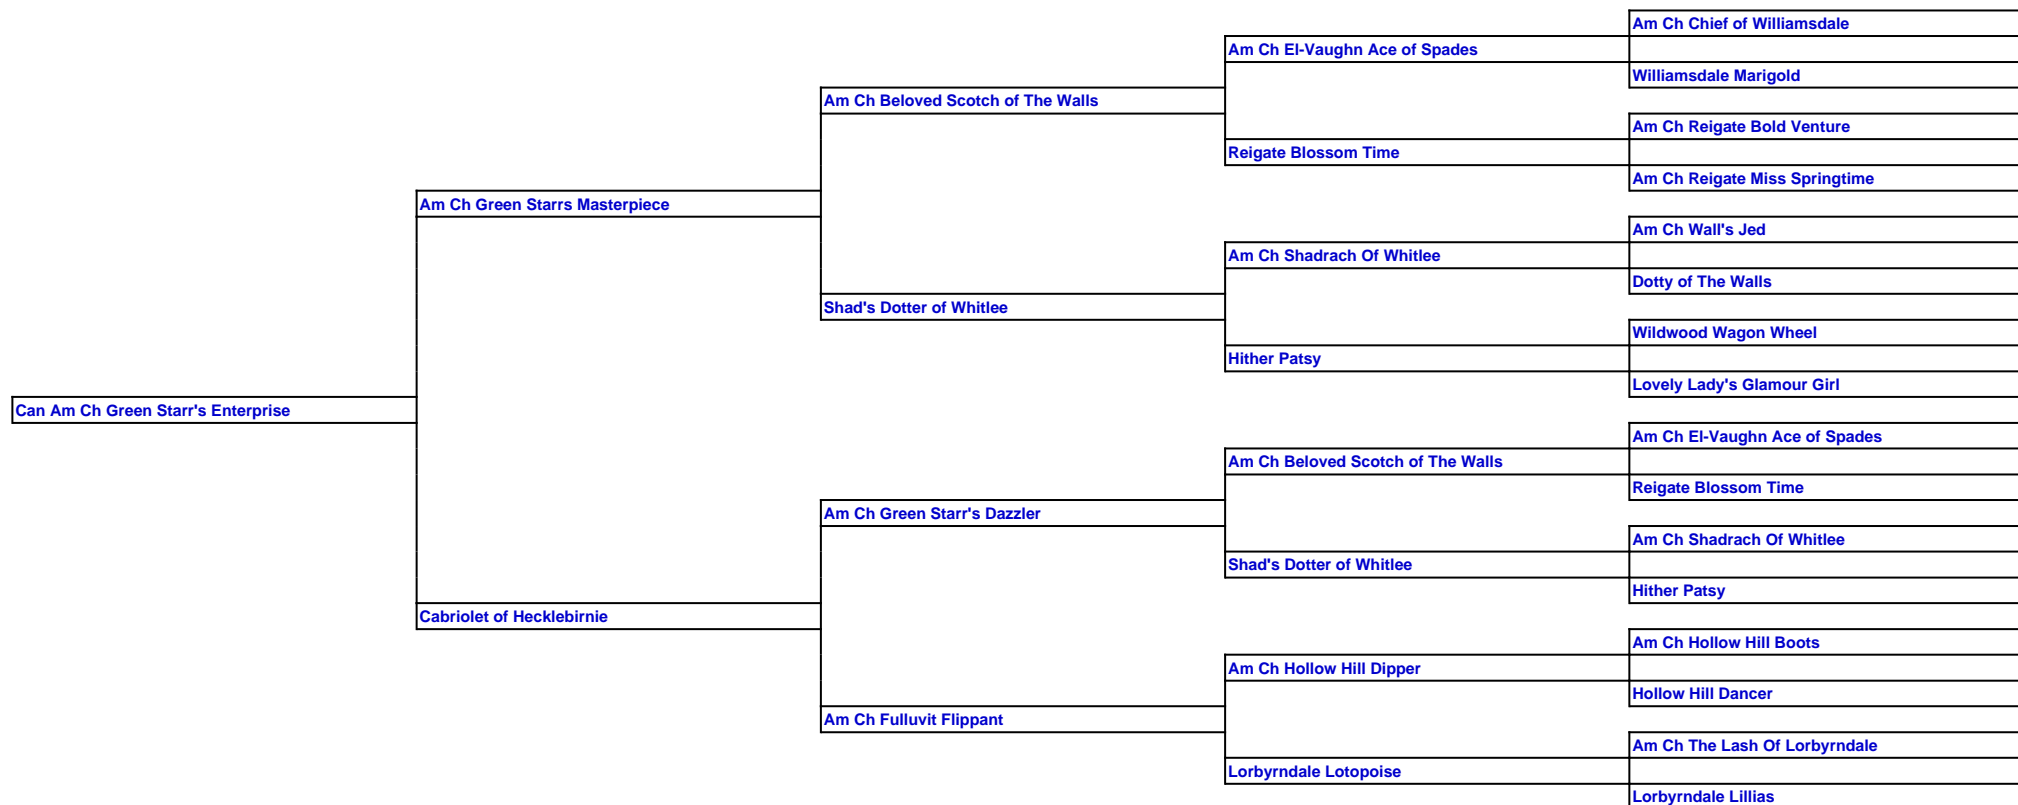 Am Ch Chief of Williamsdale
Am Ch El-Vaughn Ace of Spades
Williamsdale Marigold
Am Ch Beloved Scotch of The Walls
Am Ch Reigate Bold Venture
Reigate Blossom Time
Am Ch Reigate Miss Springtime
Am Ch Green Starrs Masterpiece
Am Ch Wall's Jed
Am Ch Shadrach Of Whitlee
Dotty of The Walls
Shad's Dotter of Whitlee
Wildwood Wagon Wheel
Hither Patsy
Lovely Lady's Glamour Girl
Can Am Ch Green Starr's Enterprise
Am Ch El-Vaughn Ace of Spades
Am Ch Beloved Scotch of The Walls
Reigate Blossom Time
Am Ch Green Starr's Dazzler
Am Ch Shadrach Of Whitlee
Shad's Dotter of Whitlee
Hither Patsy
Cabriolet of Hecklebirnie
Am Ch Hollow Hill Boots
Am Ch Hollow Hill Dipper
Hollow Hill Dancer
Am Ch Fulluvit Flippant
Am Ch The Lash Of Lorbyrndale
Lorbyrndale Lotopoise
Lorbyrndale Lillias